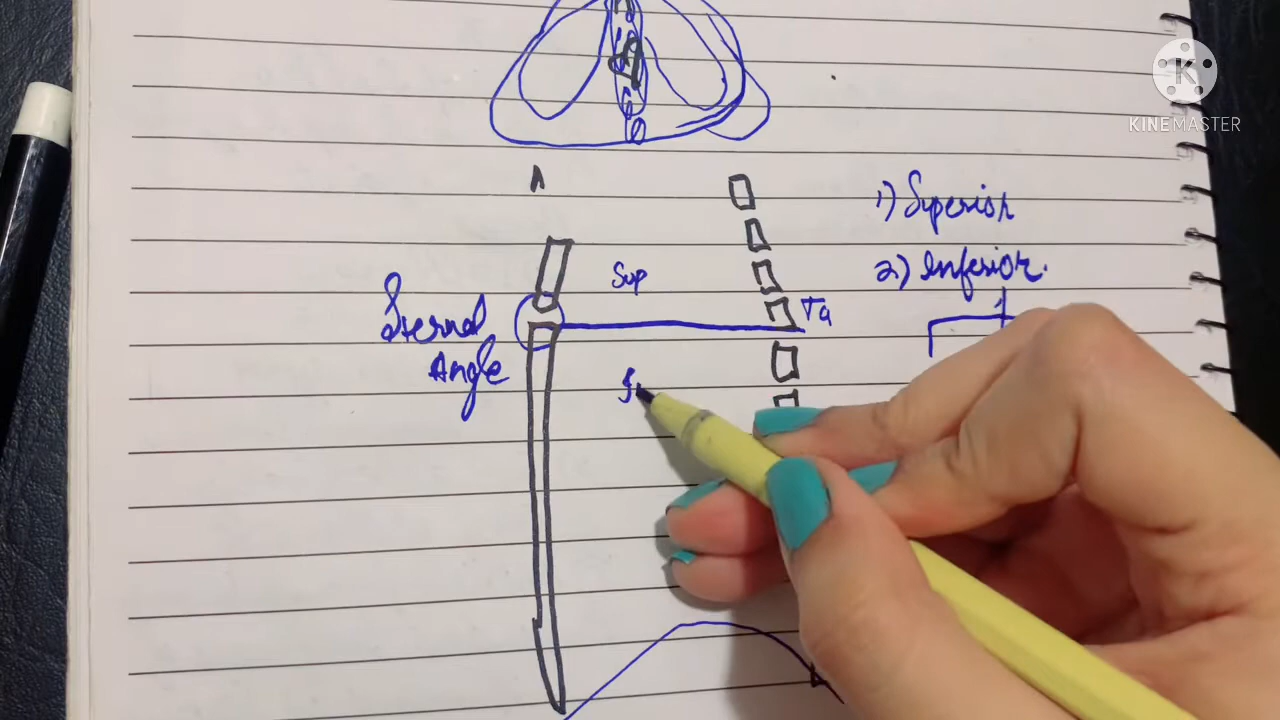 KINEMASTER
A
1) Superior
2) Inferior.
Sup
Sternal
Angle
T4